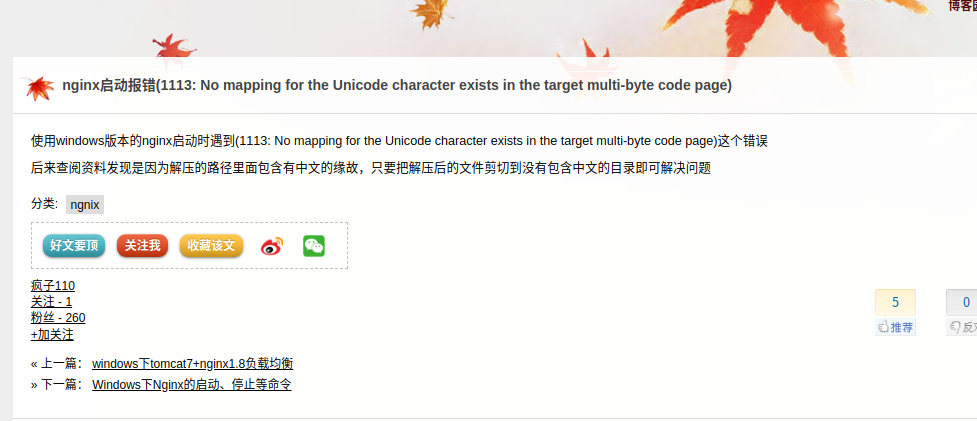 博客园
nginx启动报错(1113: No mapping for the Unicode character exists in the target multi-byte code page)
使用windows版本的nginx启动时遇到(1113: No mapping for the Unicode character exists in the target multi-byte code page)这个错误
后来查阅资料发现是因为解压的路径里面包含有中文的缘故，只要把解压后的文件剪切到没有包含中文的目录即可解决问题
分类: ngnix
好文要顶 关注我 收藏该文
疯子110
关注 - 1
粉丝 - 260
+加关注
5 0
推荐 反对
« 上一篇： windows下tomcat7+nginx1.8负载均衡
» 下一篇： Windows下Nginx的启动、停止等命令